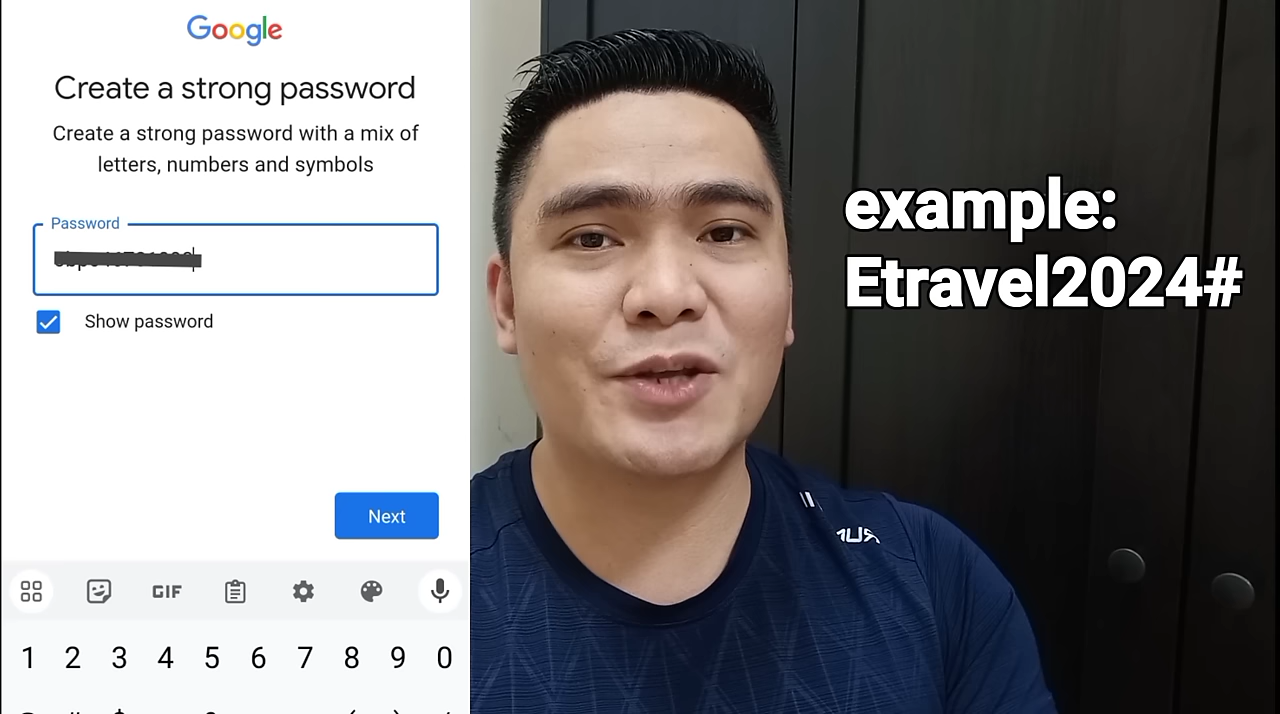 Google
Create a strong password
Create a strong password with a mix of
letters, numbers and symbols
Password
Show password
Next
GIF
1 2 3 4 5 6 7 8 9 0
example:
Etravel2024#